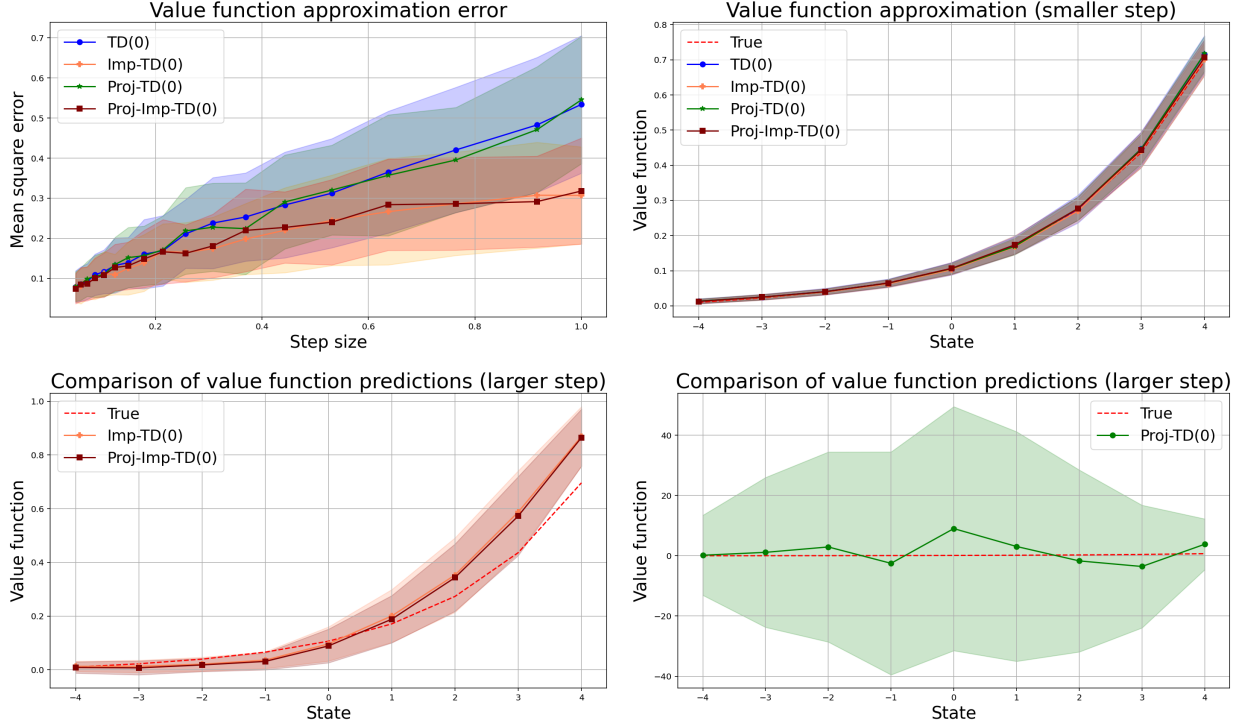 Value function approximation error
Mean square error
0.7
0.6
0.5
0.4
0.3
0.2
0.1
TD(0)
Imp-TD(0)
Proj-TD(0)
Proj-Imp-TD(0)
0.2
0.4
0.6
0.8
1.0
Step size
Value function approximation (smaller step)
Value function
0.8
0.7
0.6
0.5
0.4
0.3
0.2
0.1
0.0
True
TD(0)
Imp-TD(0)
Proj-TD(0)
Proj-Imp-TD(0)
−4
−3
−2
−1
0
1
2
3
4
State
Comparison of value function predictions (larger step)
Value function
1.0
0.8
0.6
0.4
0.2
0.0
True
Imp-TD(0)
Proj-Imp-TD(0)
−4
−3
−2
−1
0
1
2
3
4
State
Comparison of value function predictions (larger step)
Value function
40
20
0
−20
−40
True
Proj-TD(0)
−4
−3
−2
−1
0
1
2
3
4
State